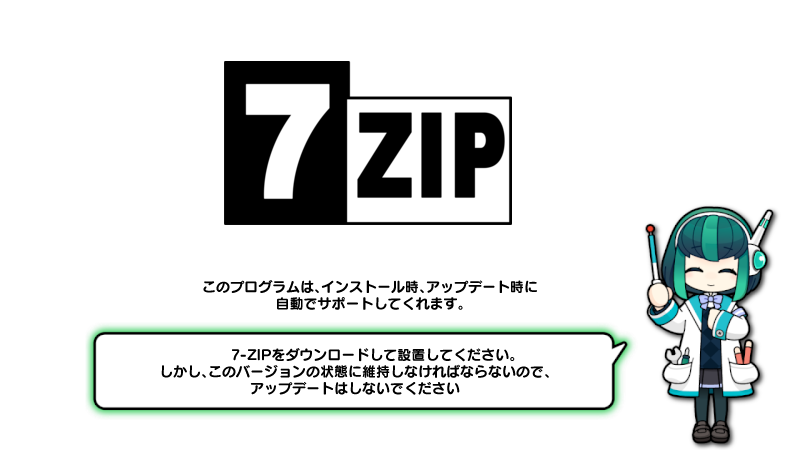 7 ZIP
このプログラムは、インストール時、アップデート時に
自動でサポートしてくれます。
7-ZIPをダウンロードして設置してください。
しかし、このバージョンの状態に維持しなければならないので、
アップデートはしないでください